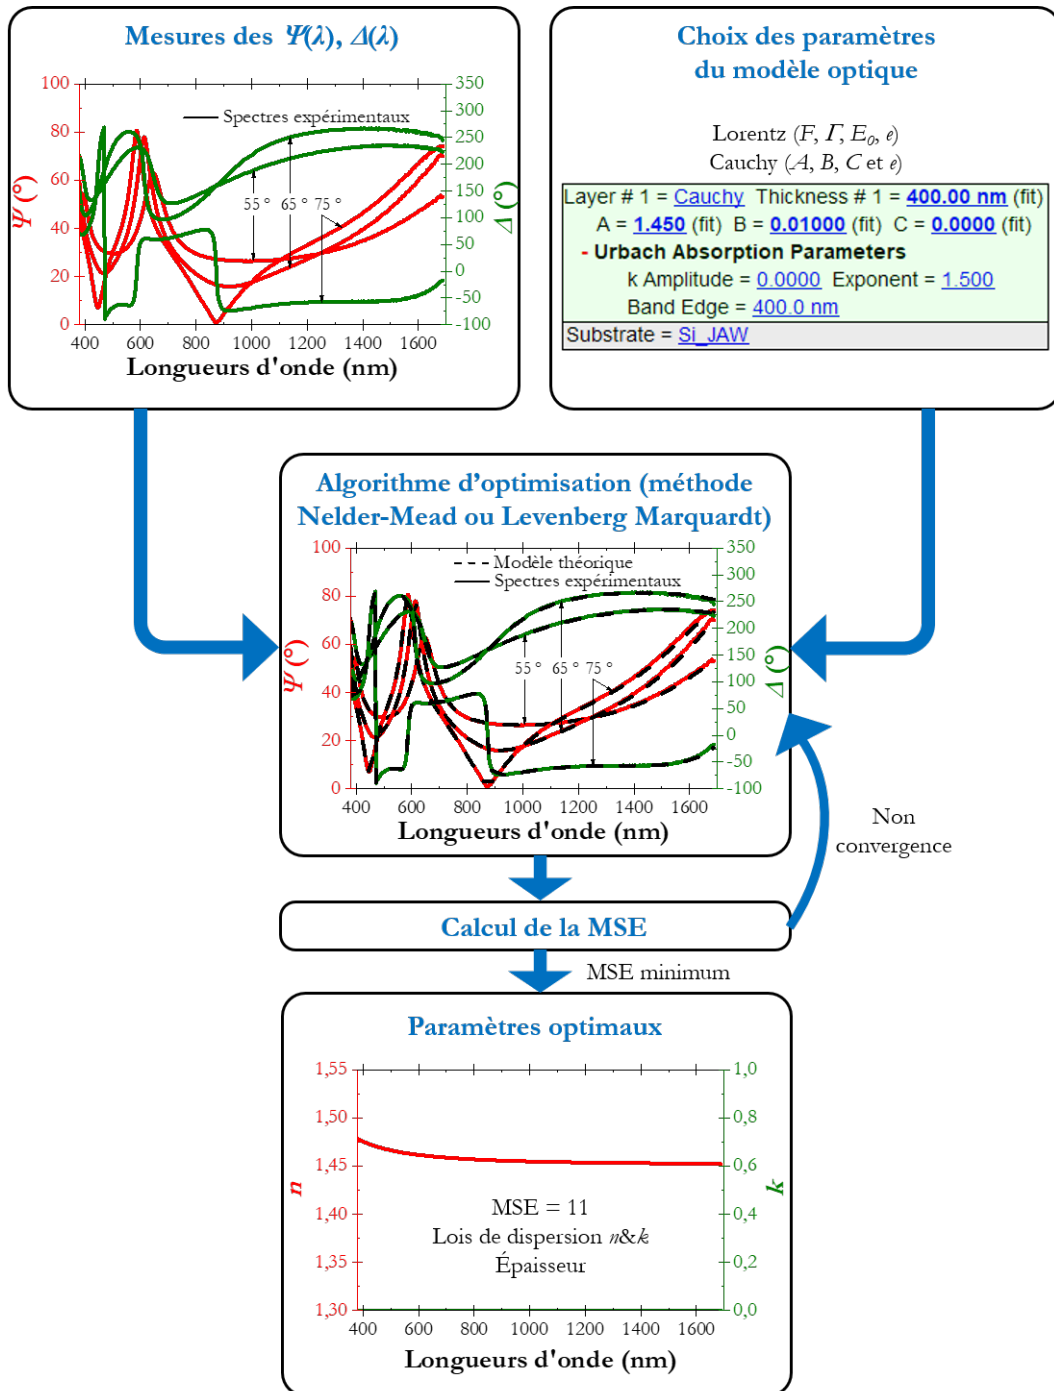 Mesures des Ψ(λ), Δ(λ)
100
80
60
40
20
0
Ψ (°)
350
300
250
200
150
100
50
0
-50
-100
Δ (°)
Spectres expérimentaux
55 ° 65 ° 75 °
400 600 800 1000 1200 1400 1600
Longueurs d'onde (nm)
Choix des paramètres
du modèle optique
Lorentz (F, Γ, E₀, e)
Cauchy (A, B, C et e)
Layer # 1 = Cauchy Thickness # 1 = 400.00 nm (fit)
A = 1.450 (fit) B = 0.01000 (fit) C = 0.0000 (fit)
- Urbach Absorption Parameters
k Amplitude = 0.0000 Exponent = 1.500
Band Edge = 400.0 nm
Substrate = Si_JAW
Algorithme d'optimisation (méthode
Nelder-Mead ou Levenberg Marquardt)
100
80
60
40
20
0
Ψ (°)
350
300
250
200
150
100
50
0
-50
-100
Δ (°)
Modèle théorique
Spectres expérimentaux
55 ° 65 ° 75 °
400 600 800 1000 1200 1400 1600
Longueurs d'onde (nm)
Non
convergence
Calcul de la MSE
MSE minimum
Paramètres optimaux
1,55
1,50
1,45
1,40
1,35
1,30
n
1,0
0,8
0,6
0,4
0,2
0,0
k
MSE = 11
Lois de dispersion n&k
Épaisseur
400 600 800 1000 1200 1400 1600
Longueurs d'onde (nm)